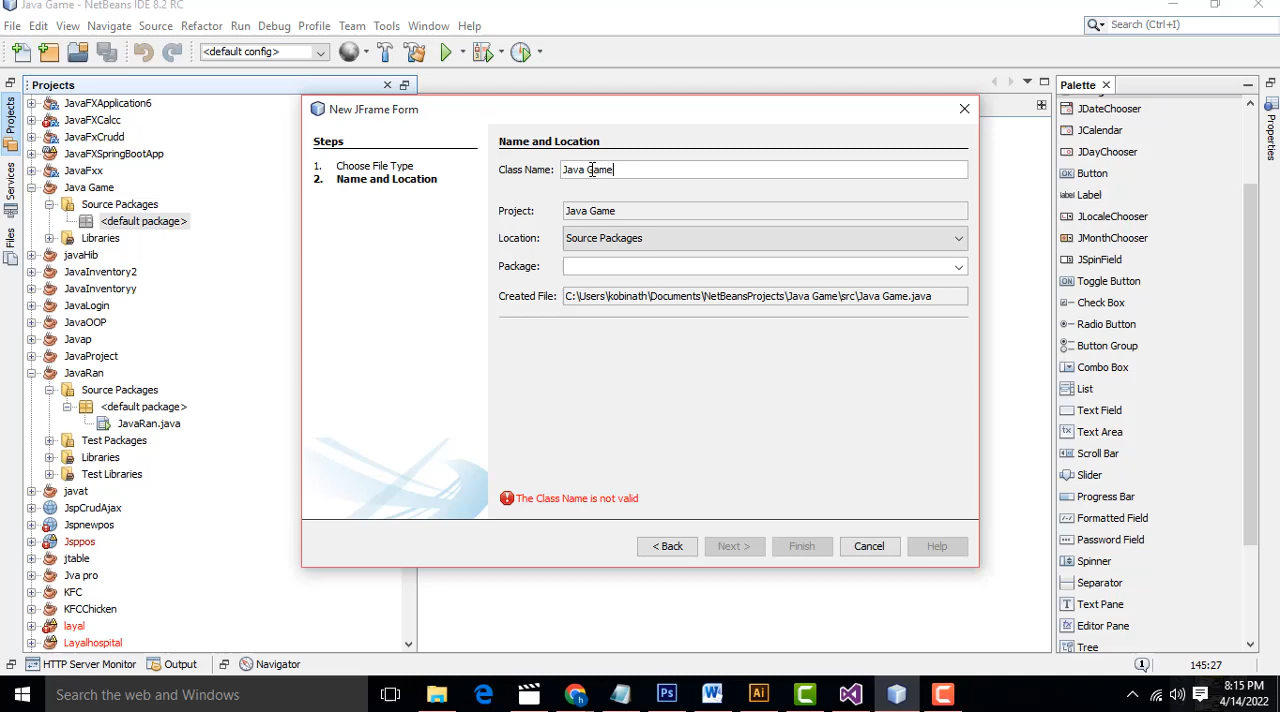 Java Game - NetBeans IDE 8.2 RC
File Edit View Navigate Source Refactor Run Debug Profile Team Tools Window Help
Search (Ctrl+I)
<default config>
Projects
Palette
Projects
Services
Files
Properties
JavaFXApplication6
JavaFXCalcc
JavaFxCrudd
JavaFXSpringBootApp
JavaFxx
Java Game
Source Packages
<default package>
Libraries
javaHib
JavaInventory2
JavaInventoryy
JavaLogin
JavaOOP
Javap
JavaProject
JavaRan
Source Packages
<default package>
JavaRan.java
Test Packages
Libraries
Test Libraries
javat
JspCrudAjax
Jspnewpos
Jsppos
jtable
Jva pro
KFC
KFCChicken
layal
Layalhospital
New JFrame Form
Steps
1. Choose File Type
2. Name and Location
Name and Location
Class Name: Java Game
Project: Java Game
Location: Source Packages
Package:
Created File: C:\Users\kobinath\Documents\NetBeansProjects\Java Game\src\Java Game.java
The Class Name is not valid
< Back Next > Finish Cancel Help
JDateChooser
JCalendar
JDayChooser
OK Button
label Label
JLocaleChooser
JMonthChooser
JSpinField
ON Toggle Button
Check Box
Radio Button
Button Group
Combo Box
List
Text Field
Text Area
Scroll Bar
Slider
Progress Bar
Formatted Field
Password Field
Spinner
Separator
Text Pane
Editor Pane
Tree
HTTP Server Monitor Output Navigator
1 145:27
Search the web and Windows
8:15 PM
4/14/2022